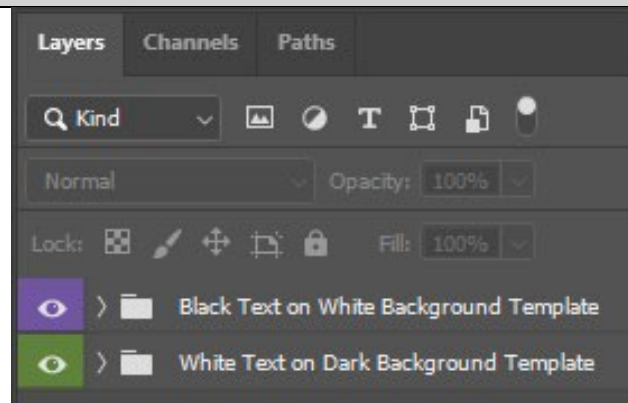 Layers Channels Paths
Kind T
Normal Opacity: 100%
Lock: Fill: 100%
Black Text on White Background Template
White Text on Dark Background Template